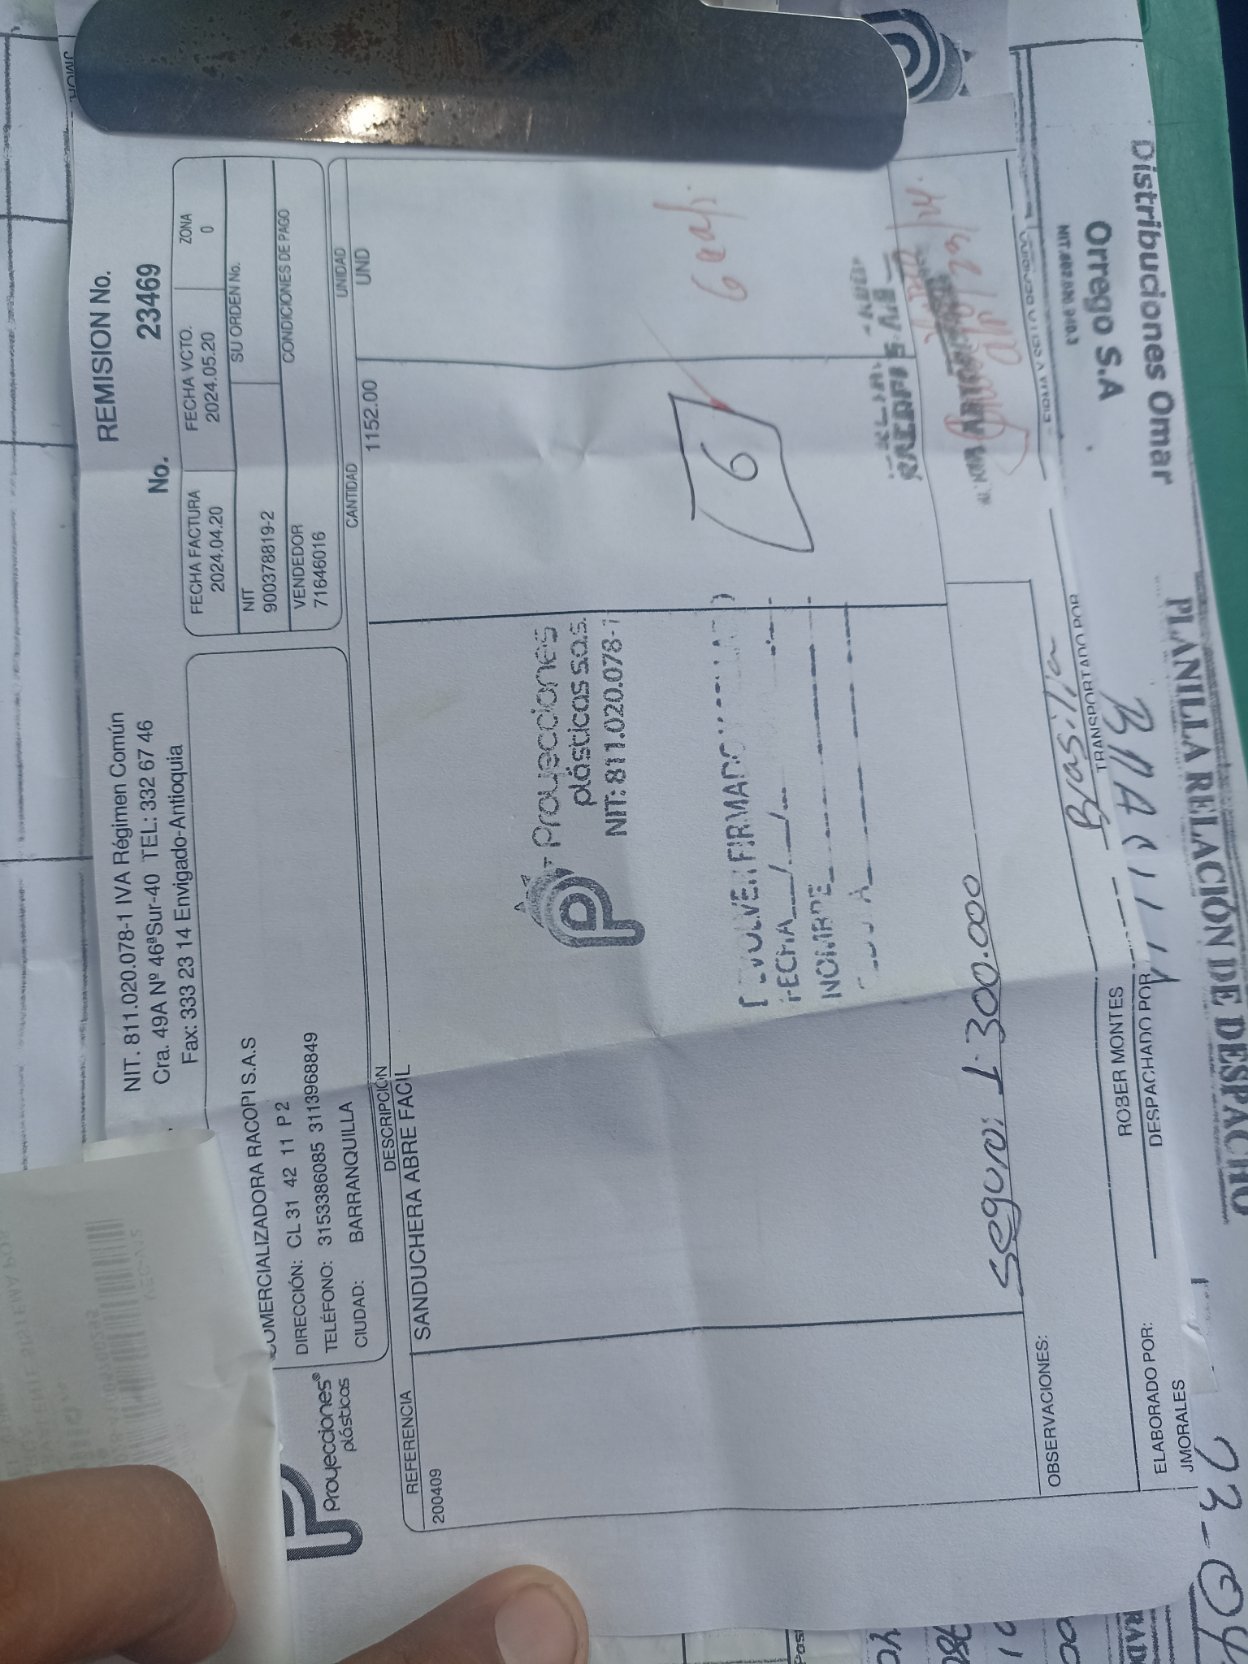 REMISION No.
No. 23469
NIT. 811.020.078-1 IVA Régimen Común
Cra. 49A Nº 46ªSur-40 TEL: 332 67 46
Fax: 333 23 14 Envigado-Antioquia
Proyecciones®
plásticas
COMERCIALIZADORA RACOPI S.A.S
DIRECCIÓN: CL 31 42 11 P 2
TELÉFONO: 3153386085 3113968849
CIUDAD: BARRANQUILLA
FECHA FACTURA
2024.04.20
FECHA VCTO.
2024.05.20
ZONA
0
NIT
900378819-2
SU ORDEN No.
VENDEDOR
71646016
CONDICIONES DE PAGO
REFERENCIA DESCRIPCIÓN CANTIDAD UNIDAD
200409 SANDUCHERA ABRE FACIL 1152.00 UND
Proyecciones
plásticas s.a.s.
NIT: 811.020.078-1
6
DEVOLVER FIRMADO
FECHA / /
NOMBRE
Seguro: 1.300.000
OBSERVACIONES:
Brasilia
ELABORADO POR:
JMORALES
ROBER MONTES
DESPACHADO POR
TRANSPORTADO POR
Distribuciones Omar
Orrego S.A
PLANILLA RELACIÓN DE DESPACHO